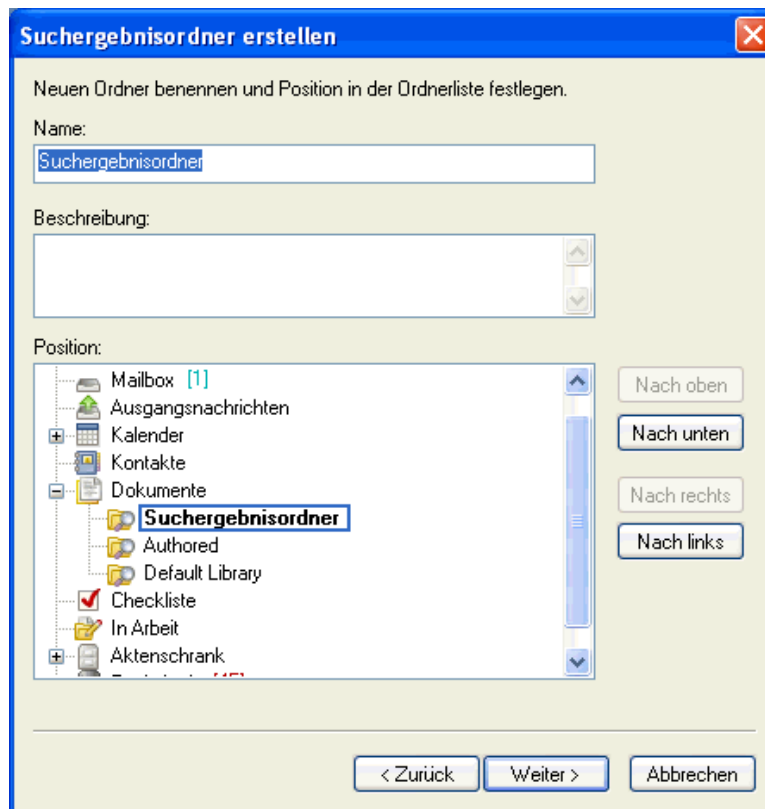 Suchergebnisordner erstellen
Neuen Ordner benennen und Position in der Ordnerliste festlegen.
Name:
Suchergebnisordner
Beschreibung:
Position:
Mailbox [1]
Ausgangsnachrichten
Kalender
Kontakte
Dokumente
Suchergebnisordner
Authored
Default Library
Checkliste
In Arbeit
Aktenschrank
Nach oben
Nach unten
Nach rechts
Nach links
< Zurück
Weiter >
Abbrechen